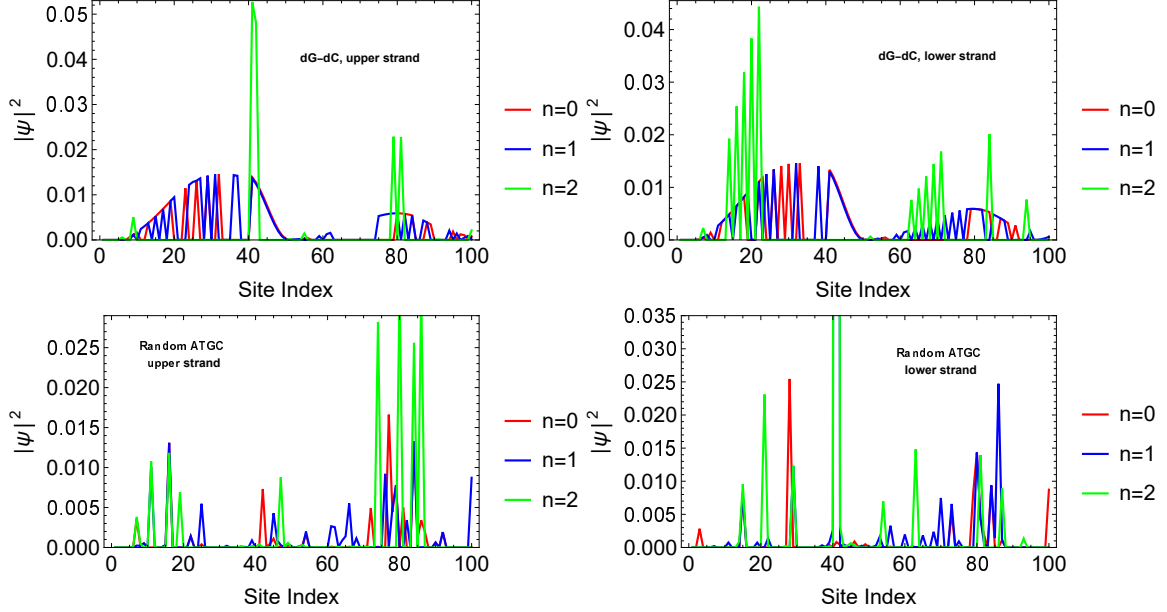 0.05
0.04
0.03
0.02
0.01
0.00
|ψ|²
dG−dC, upper strand
0 20 40 60 80 100
Site Index
n=0
n=1
n=2
0.04
0.03
0.02
0.01
0.00
|ψ|²
dG−dC, lower strand
0 20 40 60 80 100
Site Index
n=0
n=1
n=2
0.025
0.020
0.015
0.010
0.005
0.000
|ψ|²
Random ATGC
upper strand
0 20 40 60 80 100
Site Index
n=0
n=1
n=2
0.035
0.030
0.025
0.020
0.015
0.010
0.005
0.000
|ψ|²
Random ATGC
lower strand
0 20 40 60 80 100
Site Index
n=0
n=1
n=2